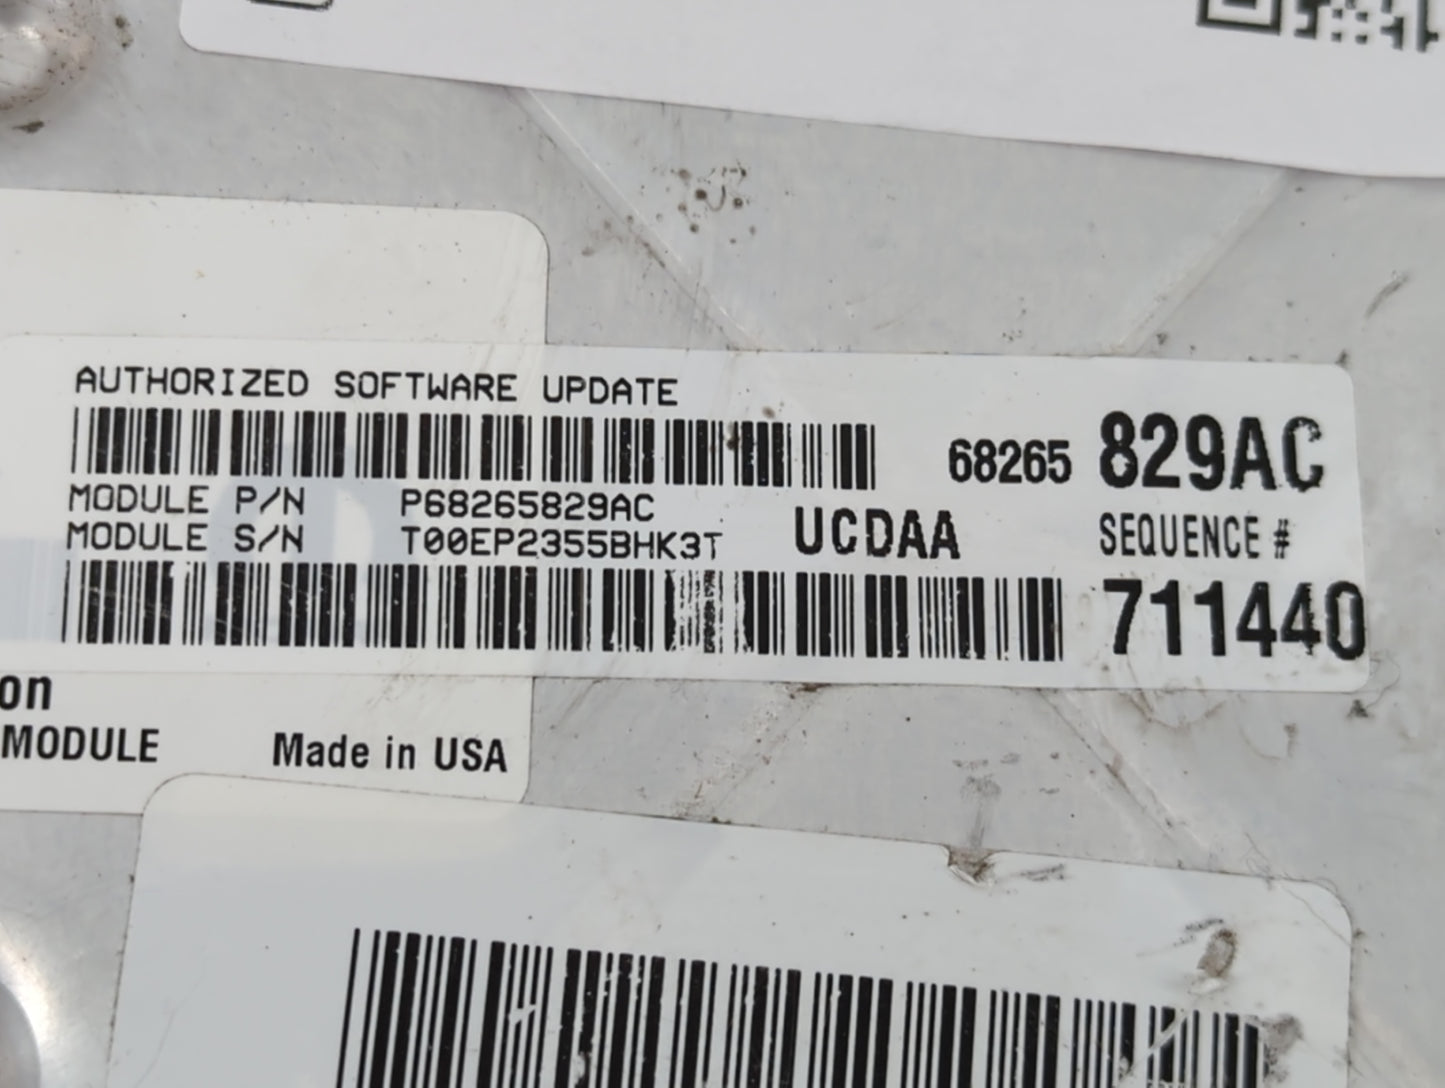 AUTHORIZED SOFTWARE UPDATE
68265 829AC
MODULE P/N P68265829AC
MODULE S/N T00EP2355BHK3T UCDAA SEQUENCE #
711440
on
MODULE Made in USA